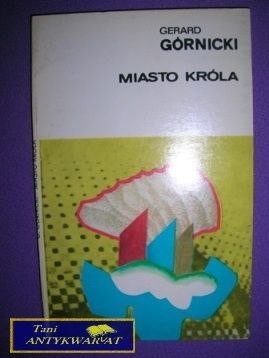 GERARD
GÓRNICKI
MIASTO KRÓLA
Tani
ANTYKWARIAT